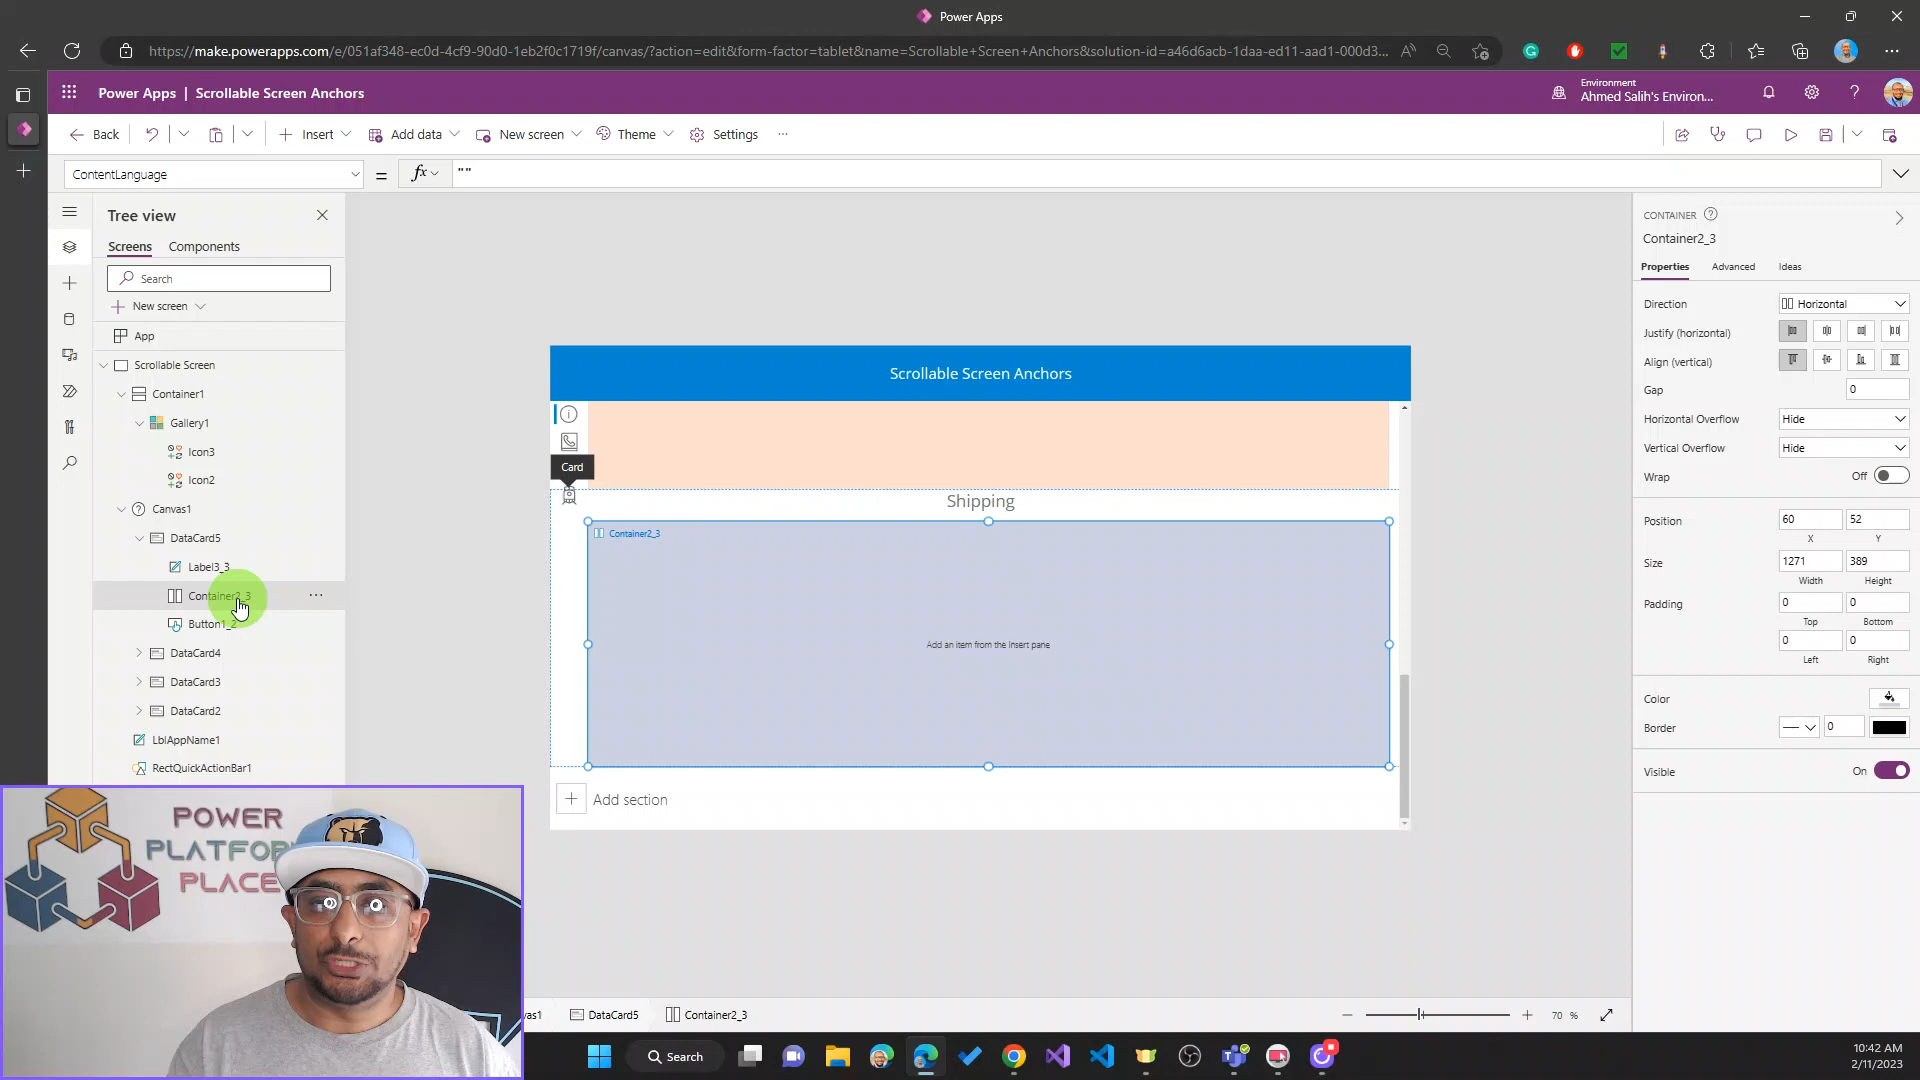 Power Apps
https://make.powerapps.com/e/051af348-ec0d-4cf9-90d0-1eb2f0c1719f/canvas/?action=edit&form-factor=tablet&name=Scrollable+Screen+Anchors&solution-id=a46d6acb-1daa-ed11-aad1-000d3...
Power Apps | Scrollable Screen Anchors
Environment
Ahmed Salih's Environ...
Back
Insert
Add data
New screen
Theme
Settings
ContentLanguage
=
fx
""
Tree view
Screens
Components
Search
New screen
App
Scrollable Screen
Container1
Gallery1
Icon3
Icon2
Canvas1
DataCard5
Label3_3
Container2_3
Button1_2
DataCard4
DataCard3
DataCard2
LblAppName1
RectQuickActionBar1
Scrollable Screen Anchors
Card
Shipping
Container2_3
Add an item from the Insert pane
Add section
CONTAINER
Container2_3
Properties
Advanced
Ideas
Direction
Horizontal
Justify (horizontal)
Align (vertical)
Gap
0
Horizontal Overflow
Hide
Vertical Overflow
Hide
Wrap
Off
Position
60
52
X
Y
Size
1271
389
Width
Height
Padding
0
0
Top
Bottom
0
0
Left
Right
Color
Border
0
Visible
On
POWER
PLATFOR
PLACE
as1
DataCard5
Container2_3
70 %
Search
10:42 AM
2/11/2023